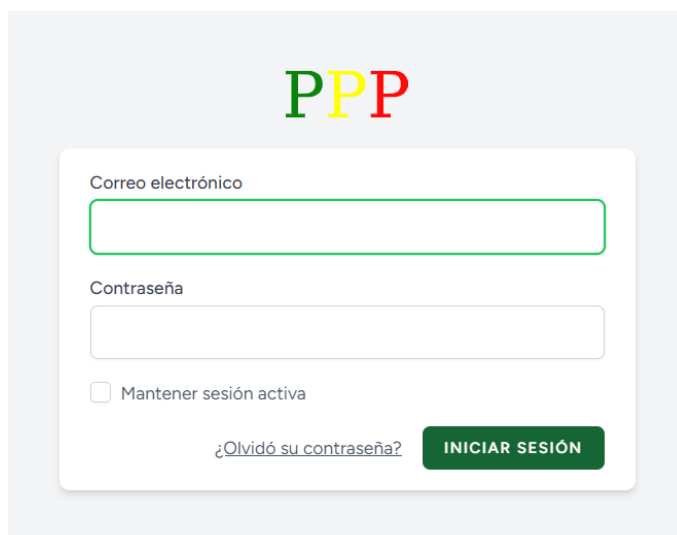 PPP
Correo electrónico
Contraseña
Mantener sesión activa
¿Olvidó su contraseña? INICIAR SESIÓN